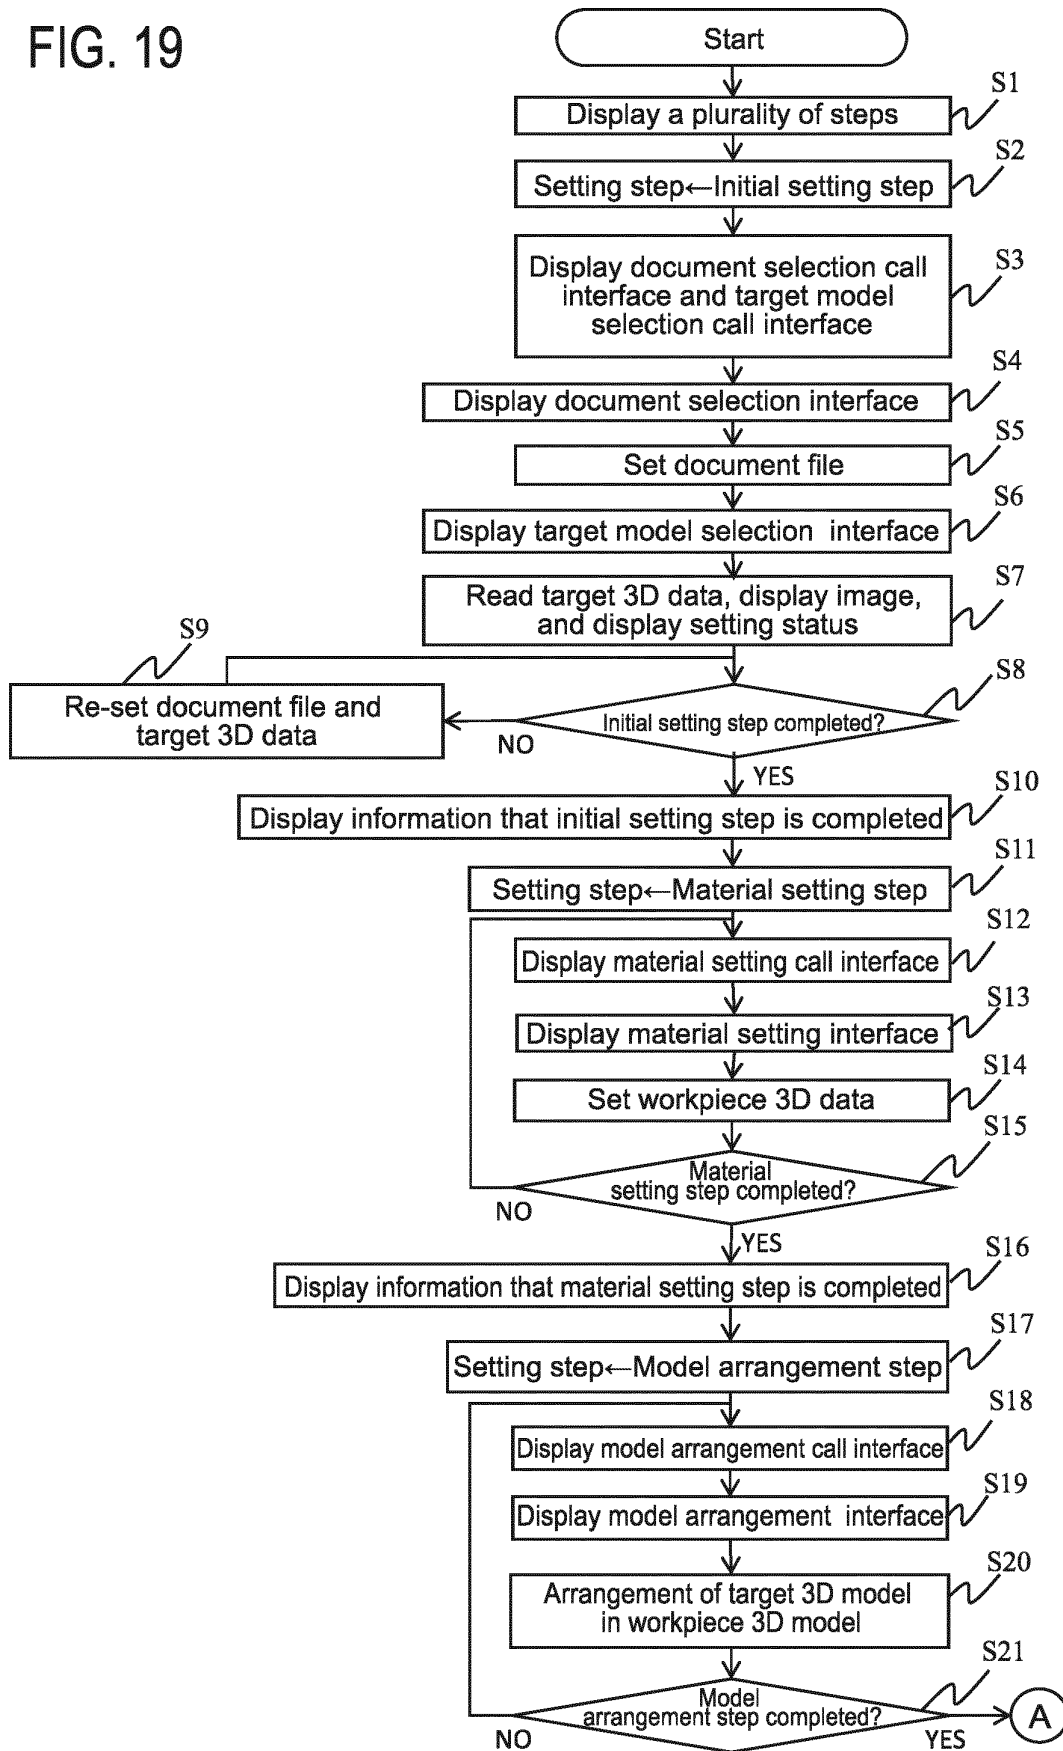 FIG. 19
Start
S1
Display a plurality of steps
S2
Setting step←Initial setting step
S3
Display document selection call
interface and target model
selection call interface
S4
Display document selection interface
S5
Set document file
S6
Display target model selection interface
S7
Read target 3D data, display image,
and display setting status
S9
Re-set document file and
target 3D data
S8
Initial setting step completed?
NO
YES
S10
Display information that initial setting step is completed
S11
Setting step←Material setting step
S12
Display material setting call interface
S13
Display material setting interface
S14
Set workpiece 3D data
S15
Material
setting step completed?
NO
YES
S16
Display information that material setting step is completed
S17
Setting step←Model arrangement step
S18
Display model arrangement call interface
S19
Display model arrangement interface
S20
Arrangement of target 3D model
in workpiece 3D model
S21
Model
arrangement step completed?
NO
YES
A